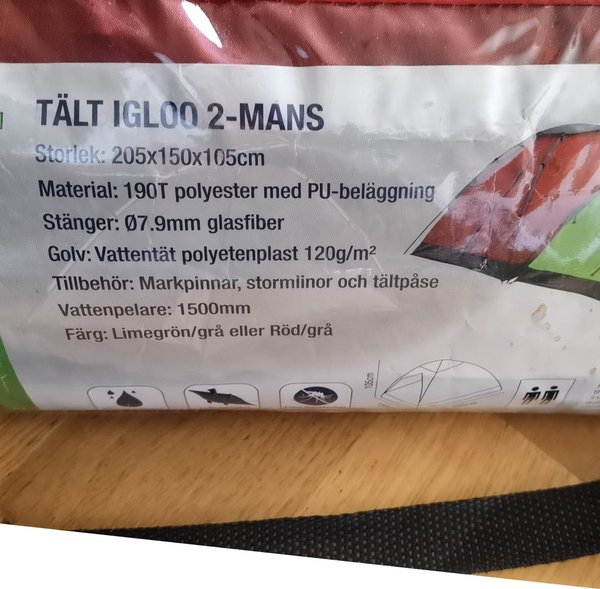 TÄLT IGLOO 2-MANS
Storlek: 205x150x105cm
Material: 190T polyester med PU-beläggning
Stänger: Ø7.9mm glasfiber
Golv: Vattentät polyetenplast 120g/m²
Tillbehör: Markpinnar, stormlinor och tältpåse
Vattenpelare: 1500mm
Färg: Limegrön/grå eller Röd/grå
105cm